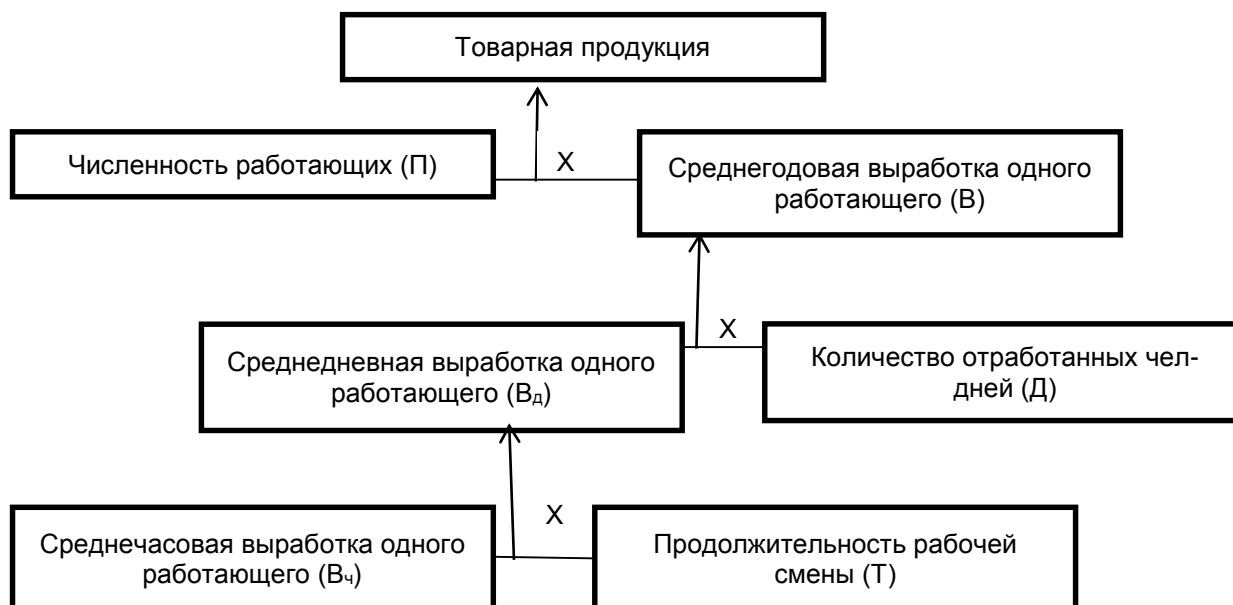 Товарная продукция
Численность работающих (П)
Х
Среднегодовая выработка одного
работающего (В)
Среднедневная выработка одного
работающего (Вд)
Х
Количество отработанных чел-
дней (Д)
Среднечасовая выработка одного
работающего (Вч)
Х
Продолжительность рабочей
смены (Т)